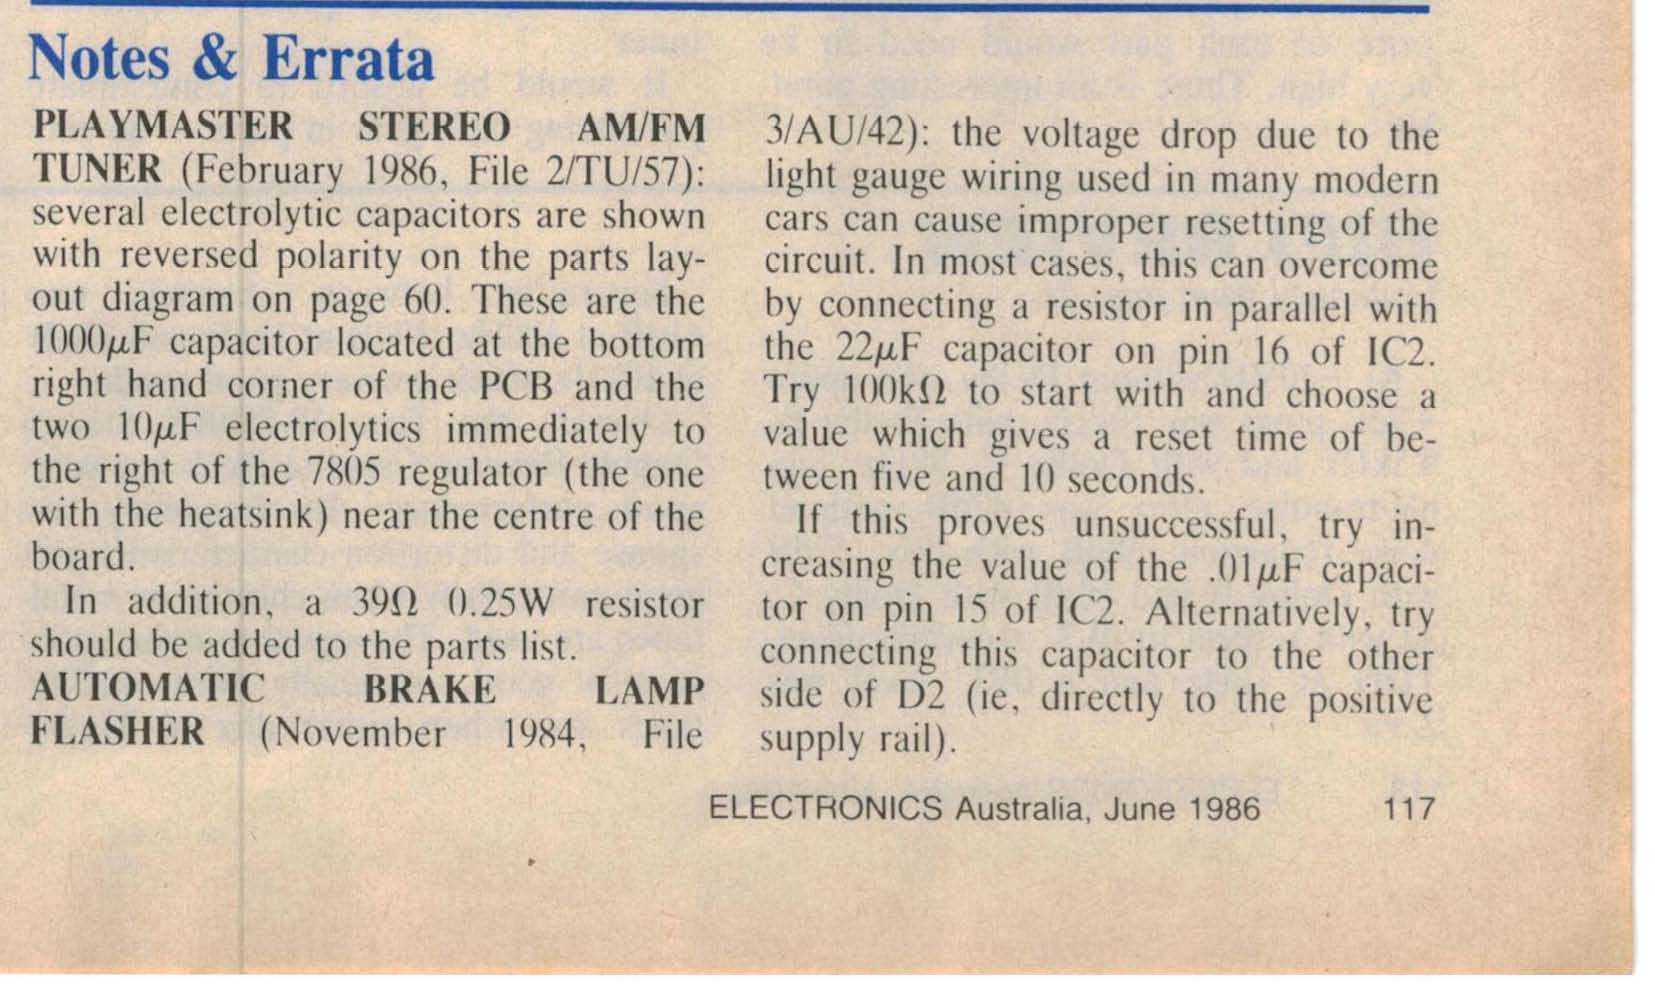 Notes & Errata
PLAYMASTER STEREO AM/FM
TUNER (February 1986, File 2/TU/57):
several electrolytic capacitors are shown
with reversed polarity on the parts lay-
out diagram on page 60. These are the
1000μF capacitor located at the bottom
right hand corner of the PCB and the
two 10μF electrolytics immediately to
the right of the 7805 regulator (the one
with the heatsink) near the centre of the
board.
In addition, a 39Ω 0.25W resistor
should be added to the parts list.
AUTOMATIC BRAKE LAMP
FLASHER (November 1984, File
3/AU/42): the voltage drop due to the
light gauge wiring used in many modern
cars can cause improper resetting of the
circuit. In most cases, this can overcome
by connecting a resistor in parallel with
the 22μF capacitor on pin 16 of IC2.
Try 100kΩ to start with and choose a
value which gives a reset time of be-
tween five and 10 seconds.
If this proves unsuccessful, try in-
creasing the value of the .01μF capaci-
tor on pin 15 of IC2. Alternatively, try
connecting this capacitor to the other
side of D2 (ie, directly to the positive
supply rail).
ELECTRONICS Australia, June 1986 117